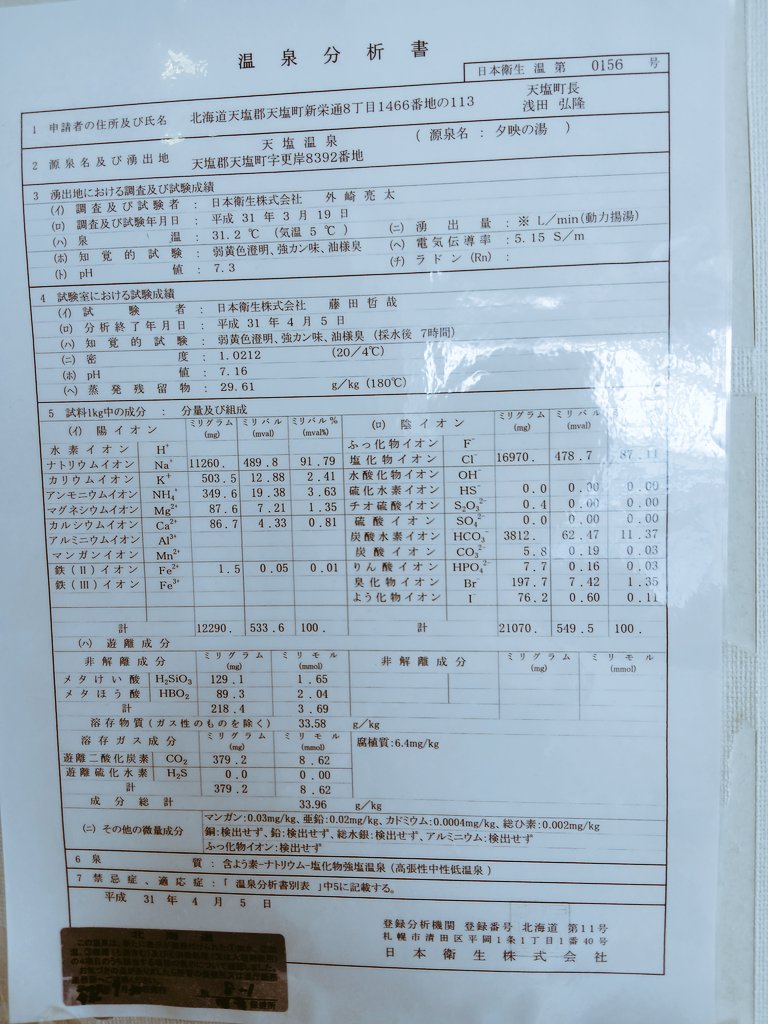 温泉分析書
日本衛生 温 第 0156 号
1 申請者の住所及び氏名 北海道天塩郡天塩町新栄通8丁目1466番地の113 天塩町長 浅田 弘隆
2 源泉名及び湧出地 天塩温泉 (源泉名:夕映の湯) 天塩郡天塩町字更岸8392番地
3 湧出地における調査及び試験成績
(イ) 調査及び試験者 : 日本衛生株式会社 外崎亮太
(ロ) 調査及び試験年月日 : 平成 31 年 3 月 19 日
(ハ) 泉温 : 31.2 ℃ (気温 5 ℃) (ニ) 湧出量 : ※ L/min(動力揚湯)
(ホ) 知覚的試験 : 弱黄色澄明、強カン味、油様臭 (ヘ) 電気伝導率 : 5.15 S/m
(ト) pH値 : 7.3 (チ) ラドン(Rn) :
4 試験室における試験成績
(イ) 試験者 : 日本衛生株式会社 藤田哲哉
(ロ) 分析終了年月日 : 平成 31 年 4 月 5 日
(ハ) 知覚的試験 : 弱黄色澄明、強カン味、油様臭 (採水後 7時間)
(ニ) 密度 : 1.0212 (20/4℃)
(ホ) pH値 : 7.16
(ヘ) 蒸発残留物 : 29.61 g/kg (180℃)
5 試料1kg中の成分 : 分量及び組成
(イ) 陽イオン ミリグラム (mg) ミリバル (mval) ミリバル% (mval%) (ロ) 陰イオン ミリグラム (mg) ミリバル (mval)
水素イオン H⁺ ふっ化物イオン F⁻
ナトリウムイオン Na⁺ 11260. 489.8 91.79 塩化物イオン Cl⁻ 16970. 478.7 87.11
カリウムイオン K⁺ 503.5 12.88 2.41 水酸化物イオン OH⁻
アンモニウムイオン NH₄⁺ 349.6 19.38 3.63 硫化水素イオン HS⁻ 0.0 0.00 0.00
マグネシウムイオン Mg²⁺ 87.6 7.21 1.35 チオ硫酸イオン S₂O₃²⁻ 0.4 0.00 0.00
カルシウムイオン Ca²⁺ 86.7 4.33 0.81 硫酸イオン SO₄²⁻ 0.0 0.00 0.00
アルミニウムイオン Al³⁺ 炭酸水素イオン HCO₃⁻ 3812. 62.47 11.37
マンガンイオン Mn²⁺ 炭酸イオン CO₃²⁻ 5.8 0.19 0.03
鉄(II)イオン Fe²⁺ 1.5 0.05 0.01 りん酸イオン HPO₄²⁻ 7.7 0.16 0.03
鉄(III)イオン Fe³⁺ 臭化物イオン Br⁻ 197.7 7.42 1.35
よう化物イオン I⁻ 76.2 0.60 0.11
計 12290. 533.6 100. 計 21070. 549.5 100.
(ハ) 遊離成分
非解離成分 ミリグラム (mg) ミリモル (mmol) 非解離成分 ミリグラム (mg) ミリモル (mmol)
メタけい酸 H₂SiO₃ 129.1 1.65
メタほう酸 HBO₂ 89.3 2.04
計 218.4 3.69
溶存物質(ガス性のものを除く) 33.58 g/kg
溶存ガス成分 ミリグラム (mg) ミリモル (mmol) 腐植質:6.4mg/kg
遊離二酸化炭素 CO₂ 379.2 8.62
遊離硫化水素 H₂S 0.0 0.00
計 379.2 8.62
成分総計 33.96 g/kg
(ニ) その他の微量成分 マンガン:0.03mg/kg、亜鉛:0.02mg/kg、カドミウム:0.0004mg/kg、総ひ素:0.002mg/kg
銅:検出せず、鉛:検出せず、総水銀:検出せず、アルミニウム:検出せず
ふっ化物イオン:検出せず
6 泉質 : 含よう素-ナトリウム-塩化物強塩温泉 (高張性中性低温泉)
7 禁忌症、適応症:「温泉分析書別表」中5に記載する。
平成 31 年 4 月 5 日
登録分析機関 登録番号 北海道 第11号
札幌市清田区平岡1条1丁目1番40号
日本衛生株式会社
北海道